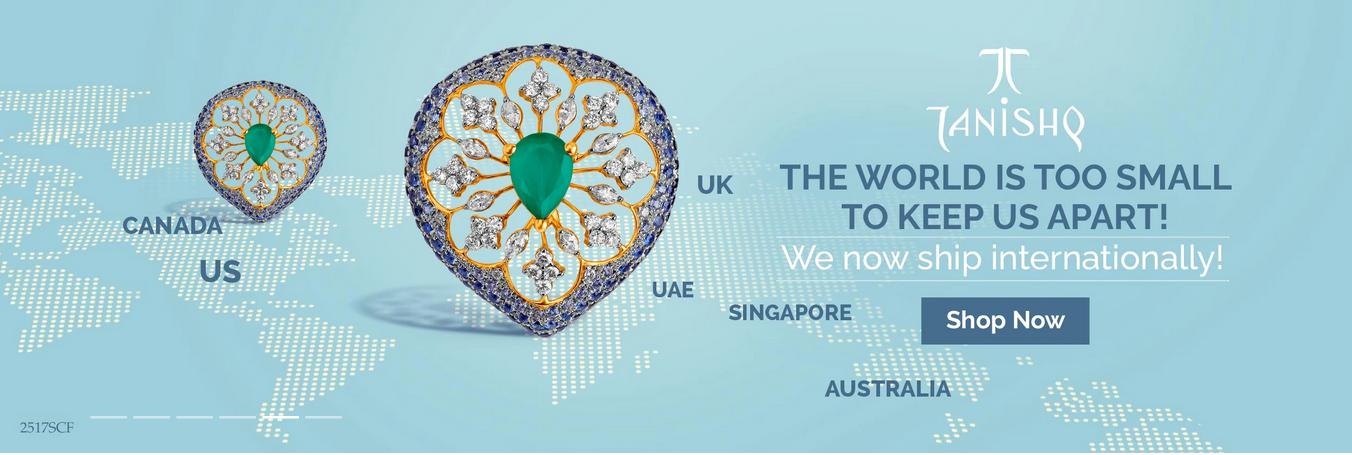 TANISHQ
THE WORLD IS TOO SMALL
TO KEEP US APART!
We now ship internationally!
Shop Now
CANADA
US
UK
UAE
SINGAPORE
AUSTRALIA
2517SCF